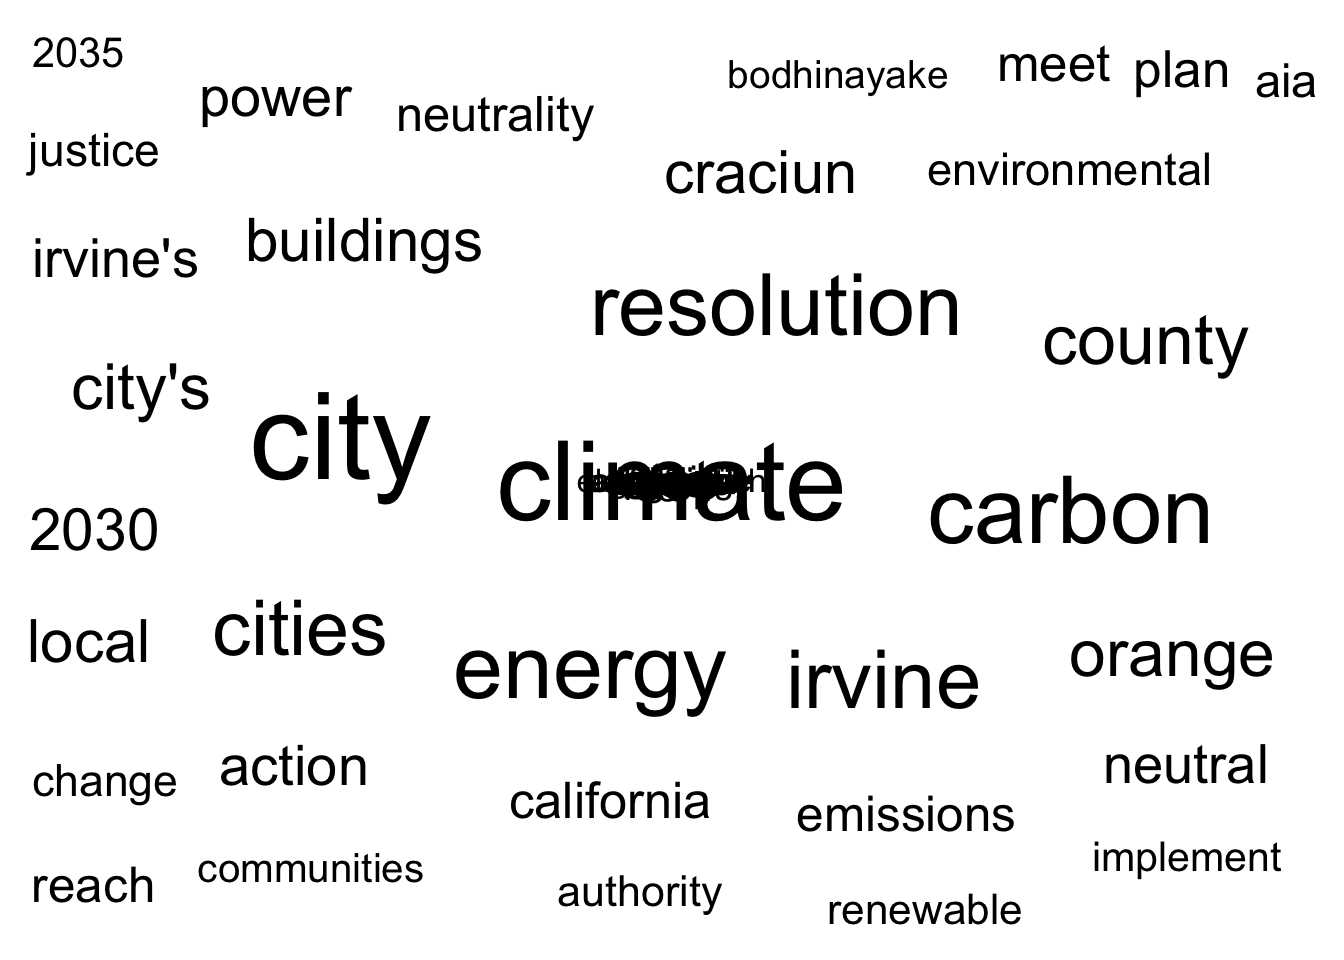 2035
power
neutrality
bodhinayake
meet
plan
aia
justice
craciun
environmental
irvine's
buildings
resolution
county
city's
city
climate
carbon
2030
local
cities
energy
irvine
orange
change
action
california
emissions
neutral
reach
communities
authority
renewable
implement